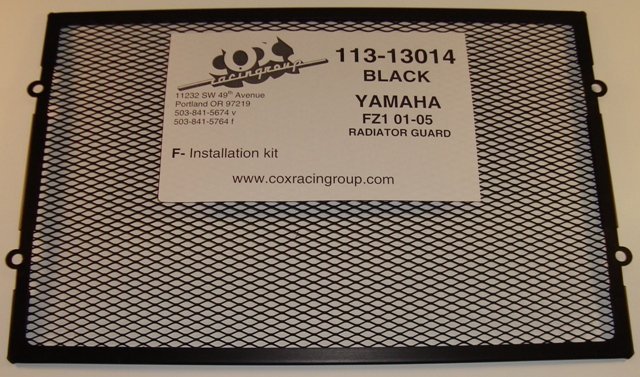 COX
racingroup
11232 SW 49th Avenue
Portland OR 97219
503-841-5674 v
503-841-5764 f
113-13014
BLACK
YAMAHA
FZ1 01-05
RADIATOR GUARD
F- Installation kit
www.coxracingroup.com